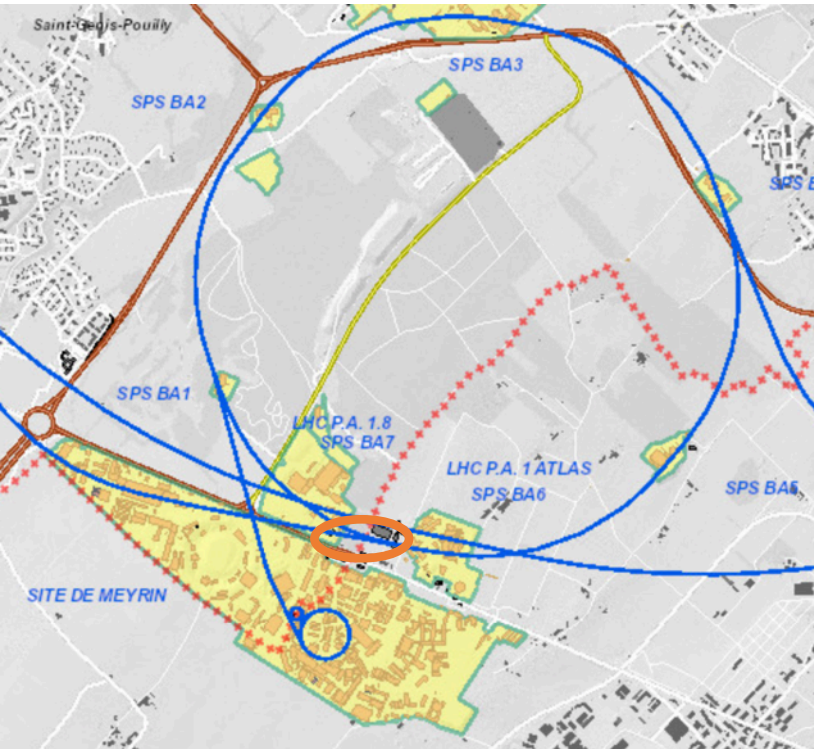 Saint-Genis-Pouilly
SPS BA3
SPS BA2
SPS B
SPS BA1
LHC P.A. 1.8
SPS BA7
LHC P.A. 1 ATLAS
SPS BA6
SPS BA5
SITE DE MEYRIN